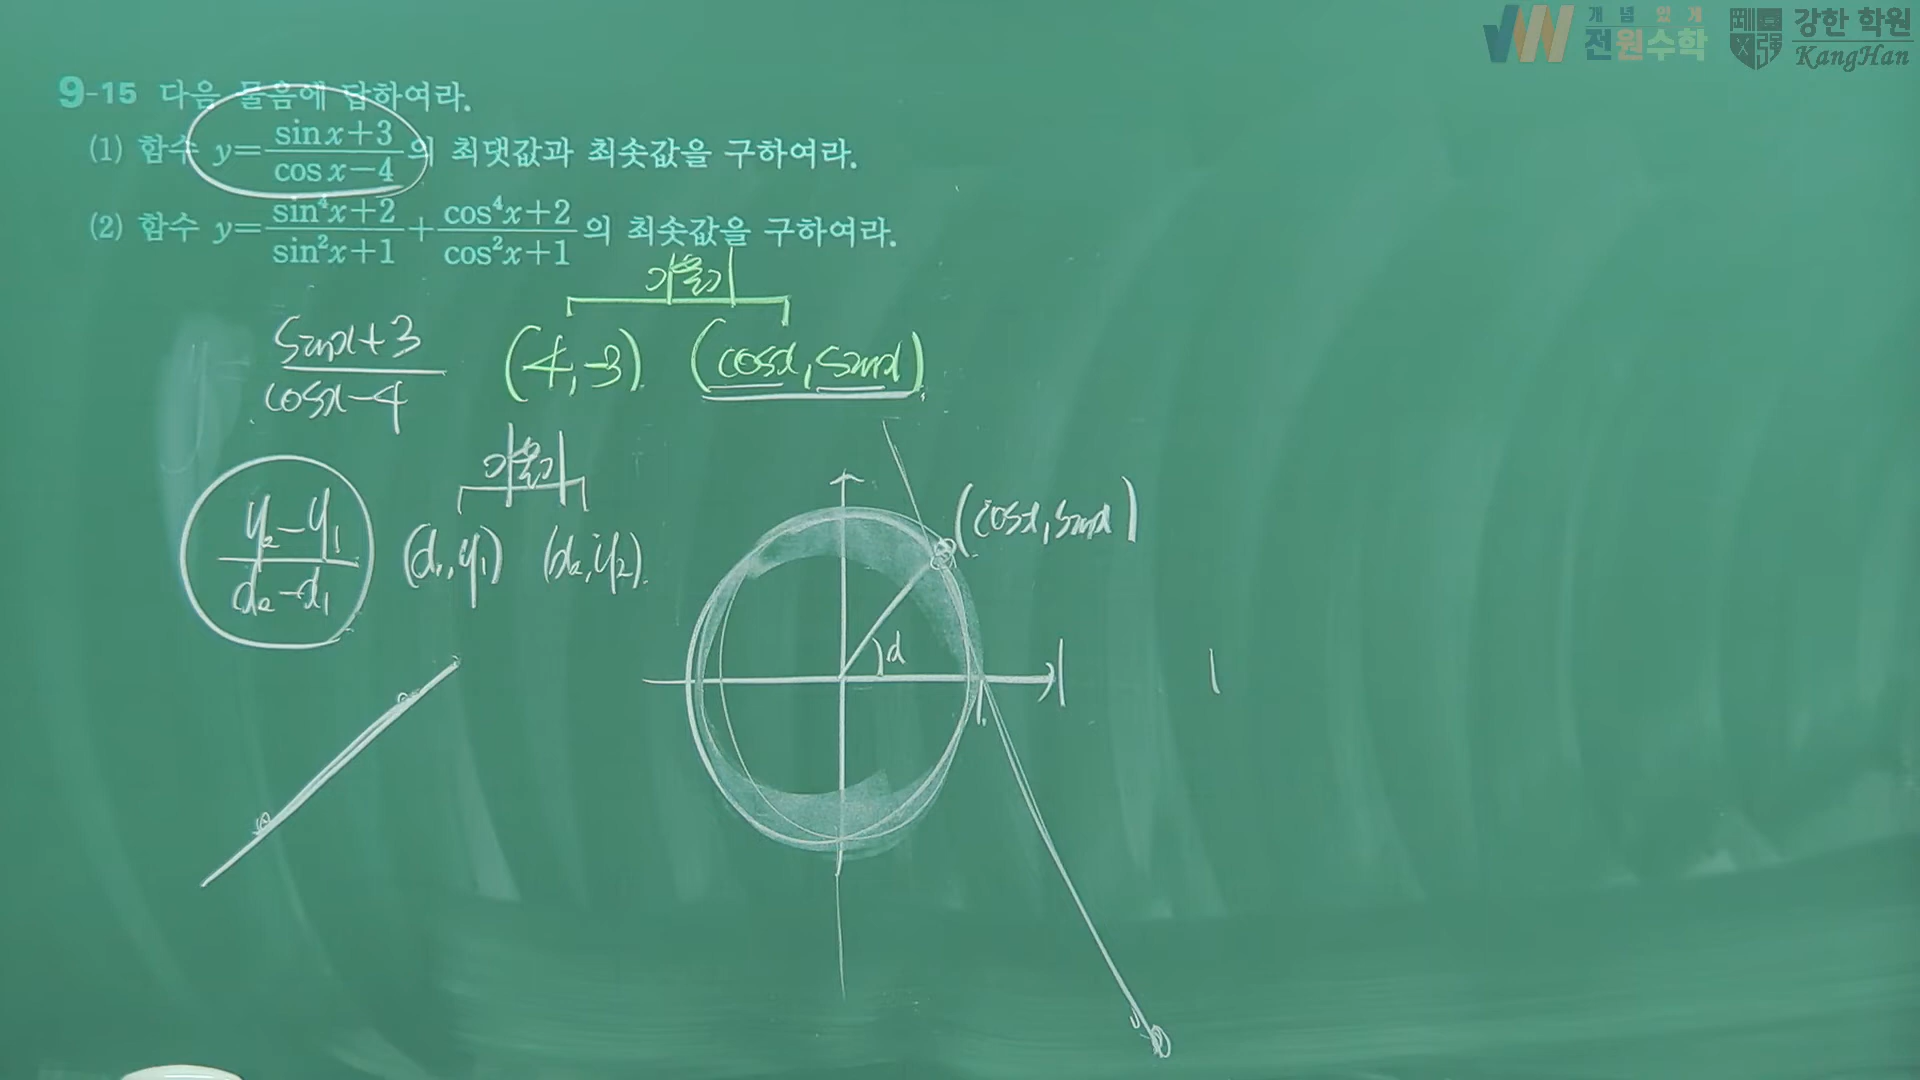 개념있게
전원수학
강한 학원
KangHan
9-15 다음 물음에 답하여라.
(1) 함수 y=(sin x+3)/(cos x-4)의 최댓값과 최솟값을 구하여라.
(2) 함수 y=(sin⁴x+2)/(sin²x+1)+(cos⁴x+2)/(cos²x+1)의 최솟값을 구하여라.
기울기
(sinx+3)/(cosx-4) (4,-3) (cosx, sinx)
기울기
(y₂-y₁)/(x₂-x₁) (x₁,y₁) (x₂,y₂)
(cosx, sinx)
x
1